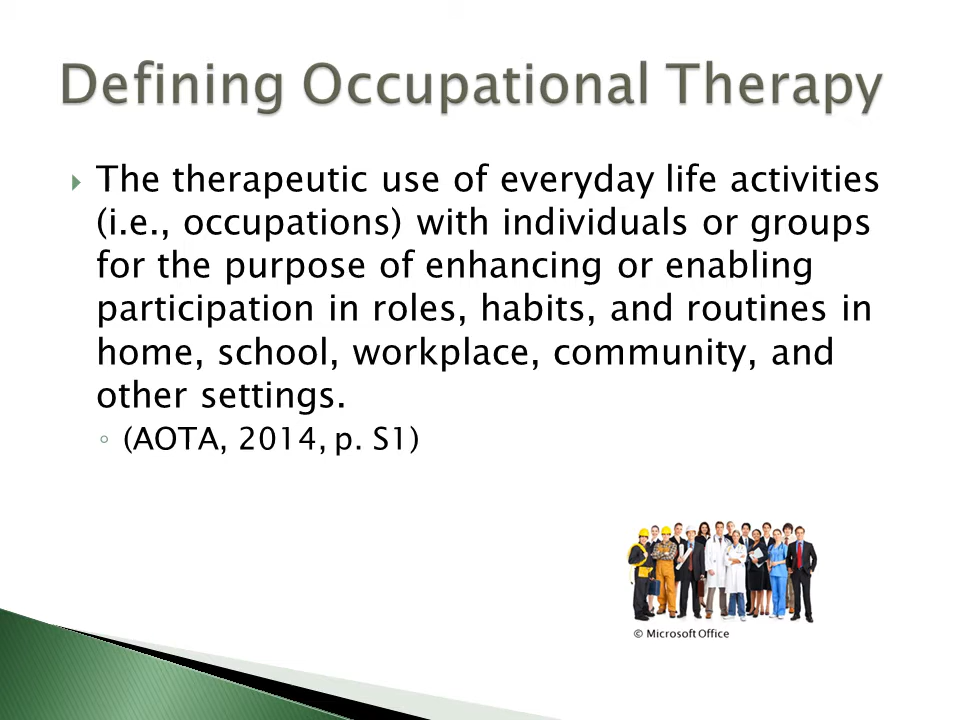 Defining Occupational Therapy
The therapeutic use of everyday life activities
(i.e., occupations) with individuals or groups
for the purpose of enhancing or enabling
participation in roles, habits, and routines in
home, school, workplace, community, and
other settings.
(AOTA, 2014, p. S1)
© Microsoft Office